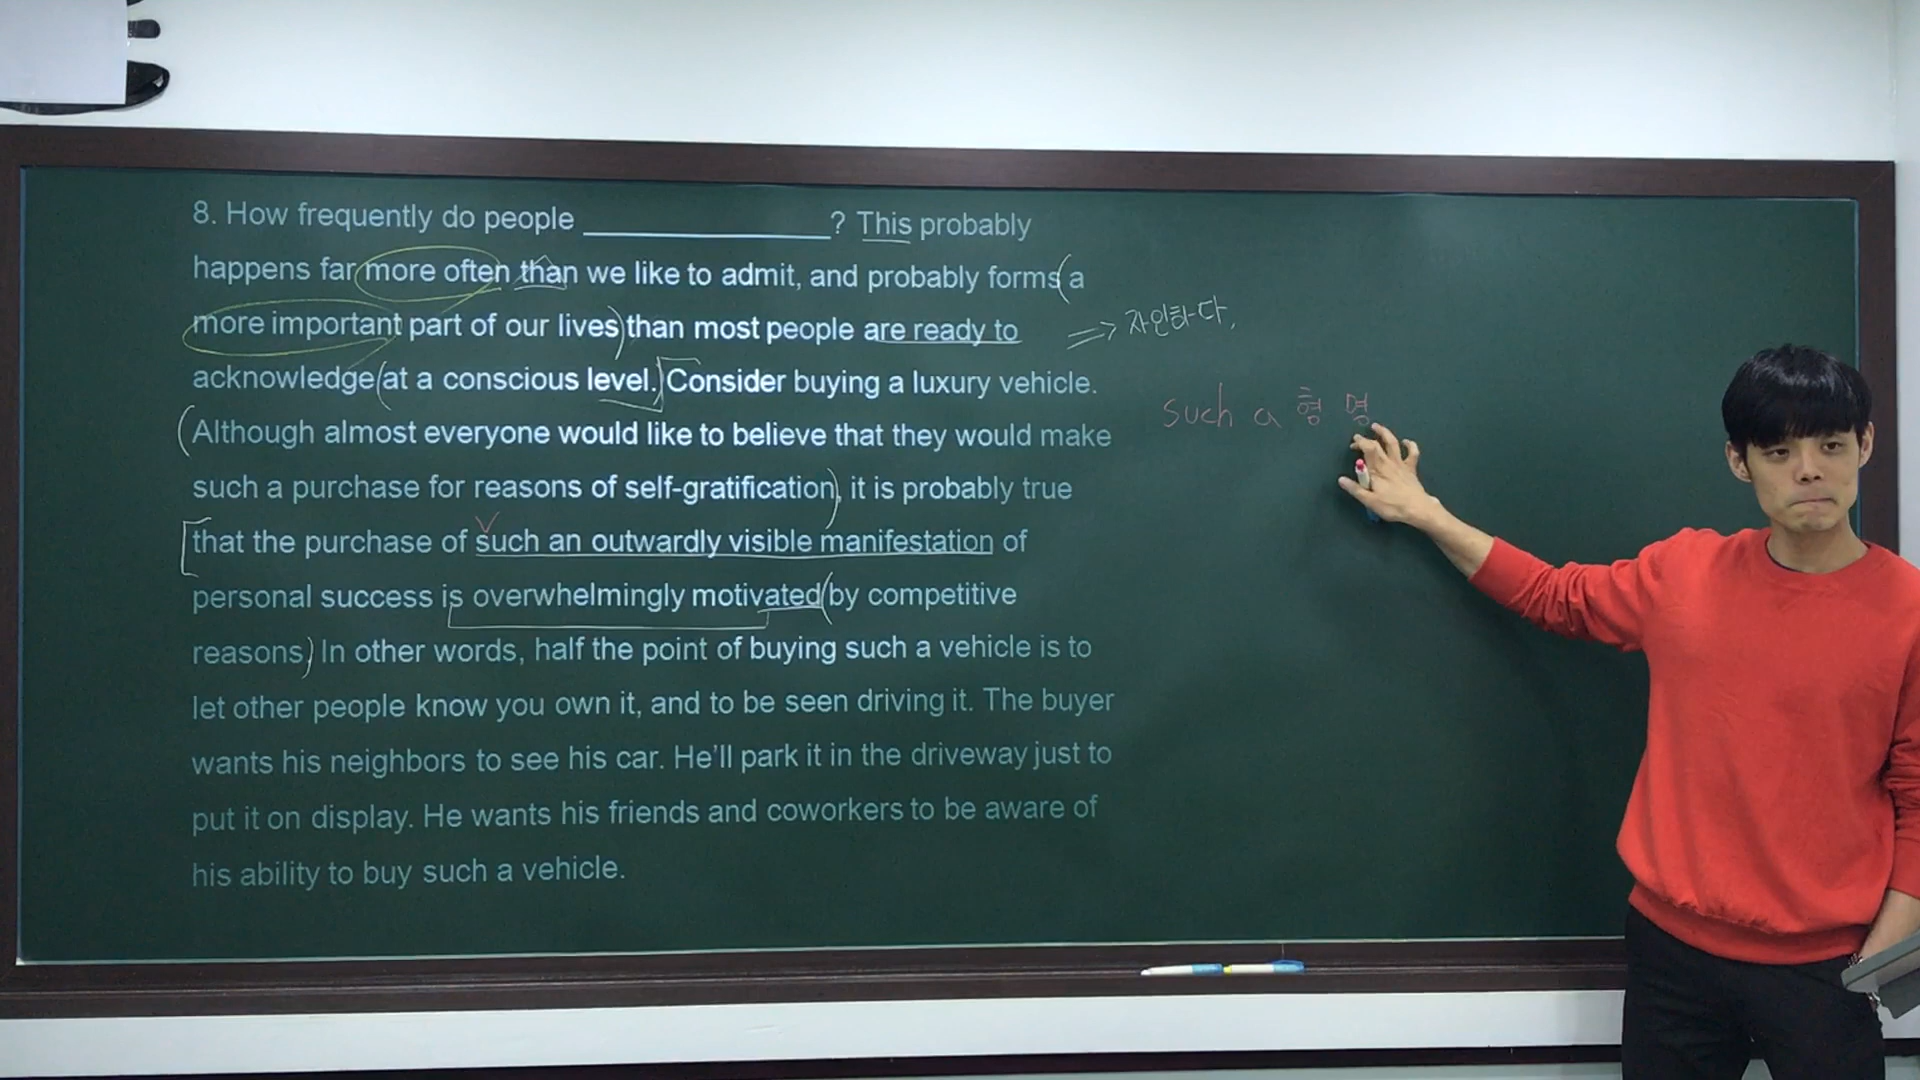 8. How frequently do people ____________? This probably
happens far more often than we like to admit, and probably forms a
more important part of our lives than most people are ready to
acknowledge at a conscious level. Consider buying a luxury vehicle.
Although almost everyone would like to believe that they would make
such a purchase for reasons of self-gratification, it is probably true
that the purchase of such an outwardly visible manifestation of
personal success is overwhelmingly motivated by competitive
reasons. In other words, half the point of buying such a vehicle is to
let other people know you own it, and to be seen driving it. The buyer
wants his neighbors to see his car. He'll park it in the driveway just to
put it on display. He wants his friends and coworkers to be aware of
his ability to buy such a vehicle.
⇒ 자인하다,
such a 형 명